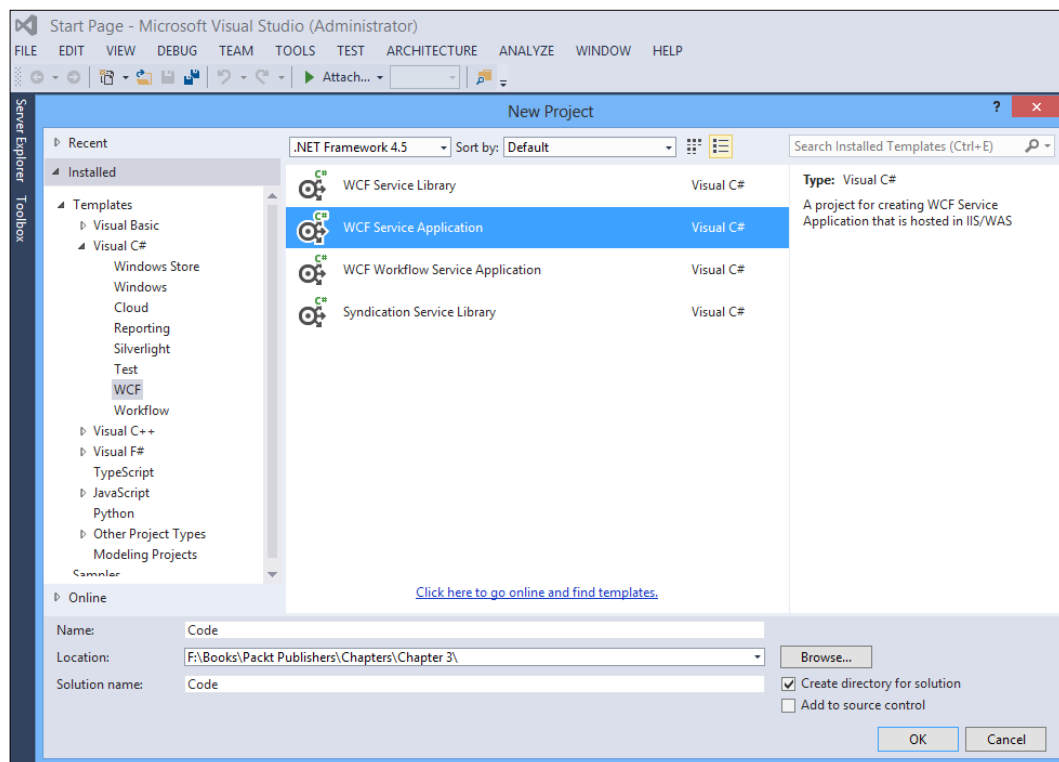 Start Page - Microsoft Visual Studio (Administrator)
FILE EDIT VIEW DEBUG TEAM TOOLS TEST ARCHITECTURE ANALYZE WINDOW HELP
Attach...
Server Explorer
Toolbox
New Project
?
Recent
.NET Framework 4.5
Sort by: Default
Search Installed Templates (Ctrl+E)
Installed
Templates
Visual Basic
Visual C#
Windows Store
Windows
Cloud
Reporting
Silverlight
Test
WCF
Workflow
Visual C++
Visual F#
TypeScript
JavaScript
Python
Other Project Types
Modeling Projects
Samples
Online
C#
WCF Service Library Visual C#
C#
WCF Service Application Visual C#
C#
WCF Workflow Service Application Visual C#
C#
Syndication Service Library Visual C#
Click here to go online and find templates.
Type: Visual C#
A project for creating WCF Service
Application that is hosted in IIS/WAS
Name: Code
Location: F:\Books\Packt Publishers\Chapters\Chapter 3\
Browse...
Solution name: Code
Create directory for solution
Add to source control
OK Cancel